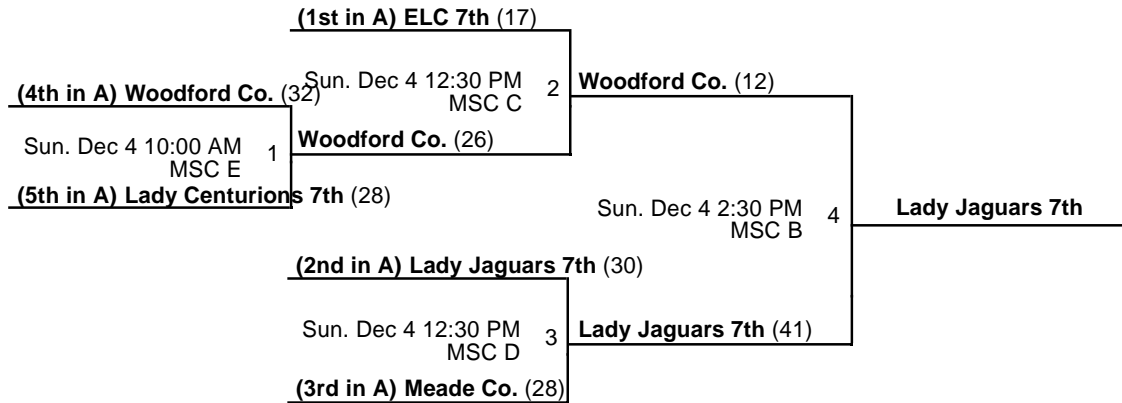 (1st in A) ELC 7th (17)
Sun. Dec 4 12:30 PM 2 Woodford Co. (12)
MSC C
(4th in A) Woodford Co. (32)
Sun. Dec 4 10:00 AM 1 Woodford Co. (26)
MSC E
(5th in A) Lady Centurions 7th (28)
Sun. Dec 4 2:30 PM 4 Lady Jaguars 7th
MSC B
(2nd in A) Lady Jaguars 7th (30)
Sun. Dec 4 12:30 PM 3 Lady Jaguars 7th (41)
MSC D
(3rd in A) Meade Co. (28)